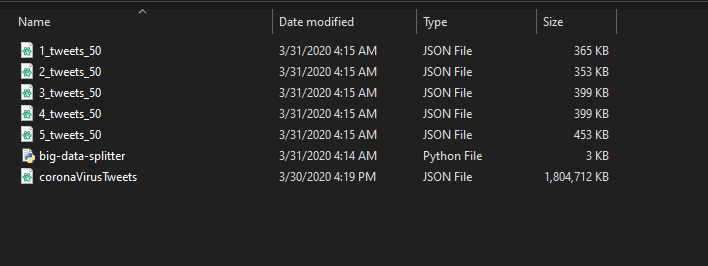 Name Date modified Type Size
1_tweets_50 3/31/2020 4:15 AM JSON File 365 KB
2_tweets_50 3/31/2020 4:15 AM JSON File 353 KB
3_tweets_50 3/31/2020 4:15 AM JSON File 399 KB
4_tweets_50 3/31/2020 4:15 AM JSON File 399 KB
5_tweets_50 3/31/2020 4:15 AM JSON File 453 KB
big-data-splitter 3/31/2020 4:14 AM Python File 3 KB
coronaVirusTweets 3/30/2020 4:19 PM JSON File 1,804,712 KB